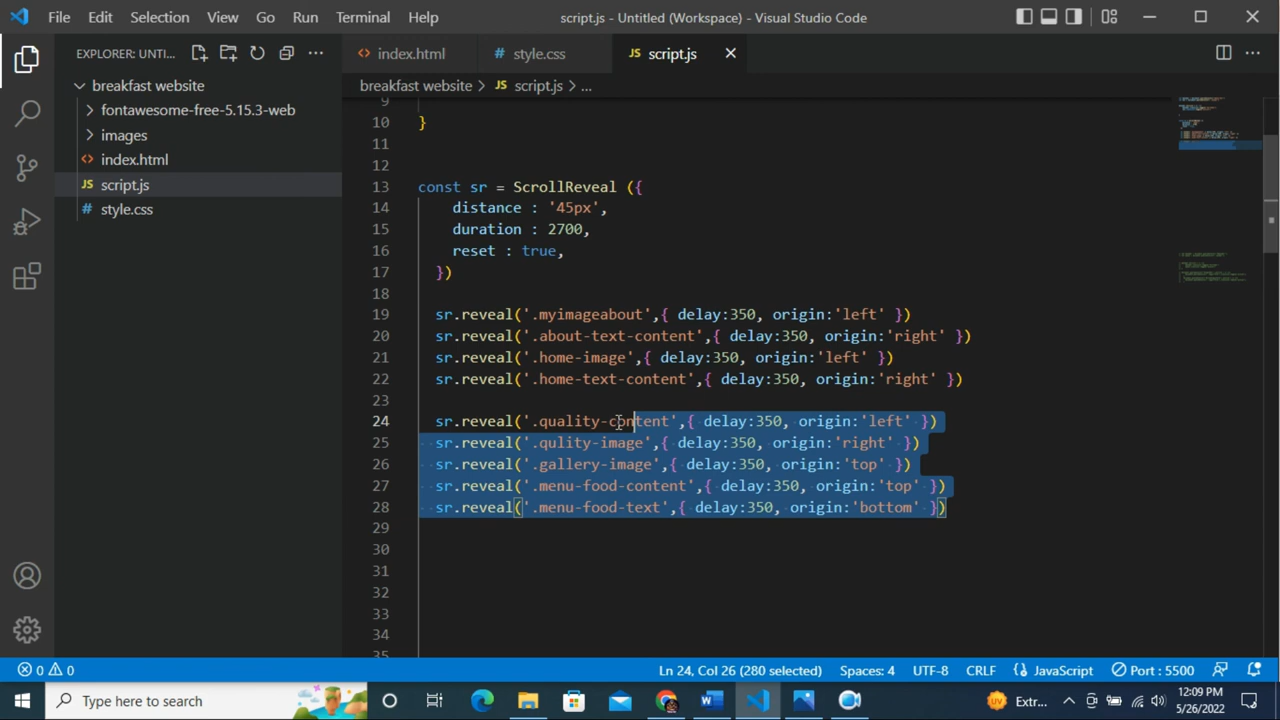 File Edit Selection View Go Run Terminal Help script.js - Untitled (Workspace) - Visual Studio Code
EXPLORER: UNTI...
index.html # style.css JS script.js
breakfast website
breakfast website > JS script.js > ...
fontawesome-free-5.15.3-web
images
<> index.html
JS script.js
# style.css
9
10 }
11
12
13 const sr = ScrollReveal ({
14 distance : '45px',
15 duration : 2700,
16 reset : true,
17 })
18
19 sr.reveal('.myimageabout',{ delay:350, origin:'left' })
20 sr.reveal('.about-text-content',{ delay:350, origin:'right' })
21 sr.reveal('.home-image',{ delay:350, origin:'left' })
22 sr.reveal('.home-text-content',{ delay:350, origin:'right' })
23
24 sr.reveal('.quality-content',{ delay:350, origin:'left' })
25 sr.reveal('.qulity-image',{ delay:350, origin:'right' })
26 sr.reveal('.gallery-image',{ delay:350, origin:'top' })
27 sr.reveal('.menu-food-content',{ delay:350, origin:'top' })
28 sr.reveal('.menu-food-text',{ delay:350, origin:'bottom' })
29
30
31
32
33
34
35
0 0 Ln 24, Col 26 (280 selected) Spaces: 4 UTF-8 CRLF {} JavaScript Port : 5500
Type here to search Extr... 12:09 PM
5/26/2022